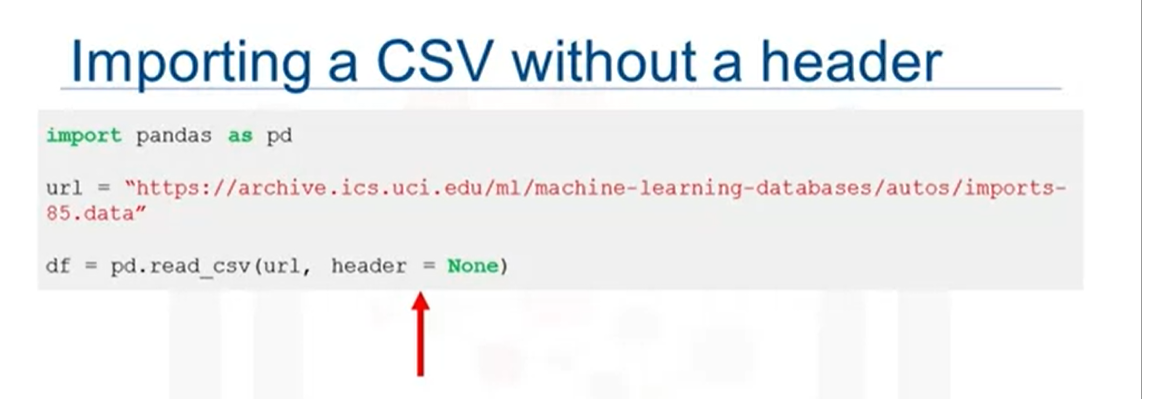 Importing a CSV without a header
import pandas as pd
url = “https://archive.ics.uci.edu/ml/machine-learning-databases/autos/imports-
85.data”
df = pd.read_csv(url, header = None)